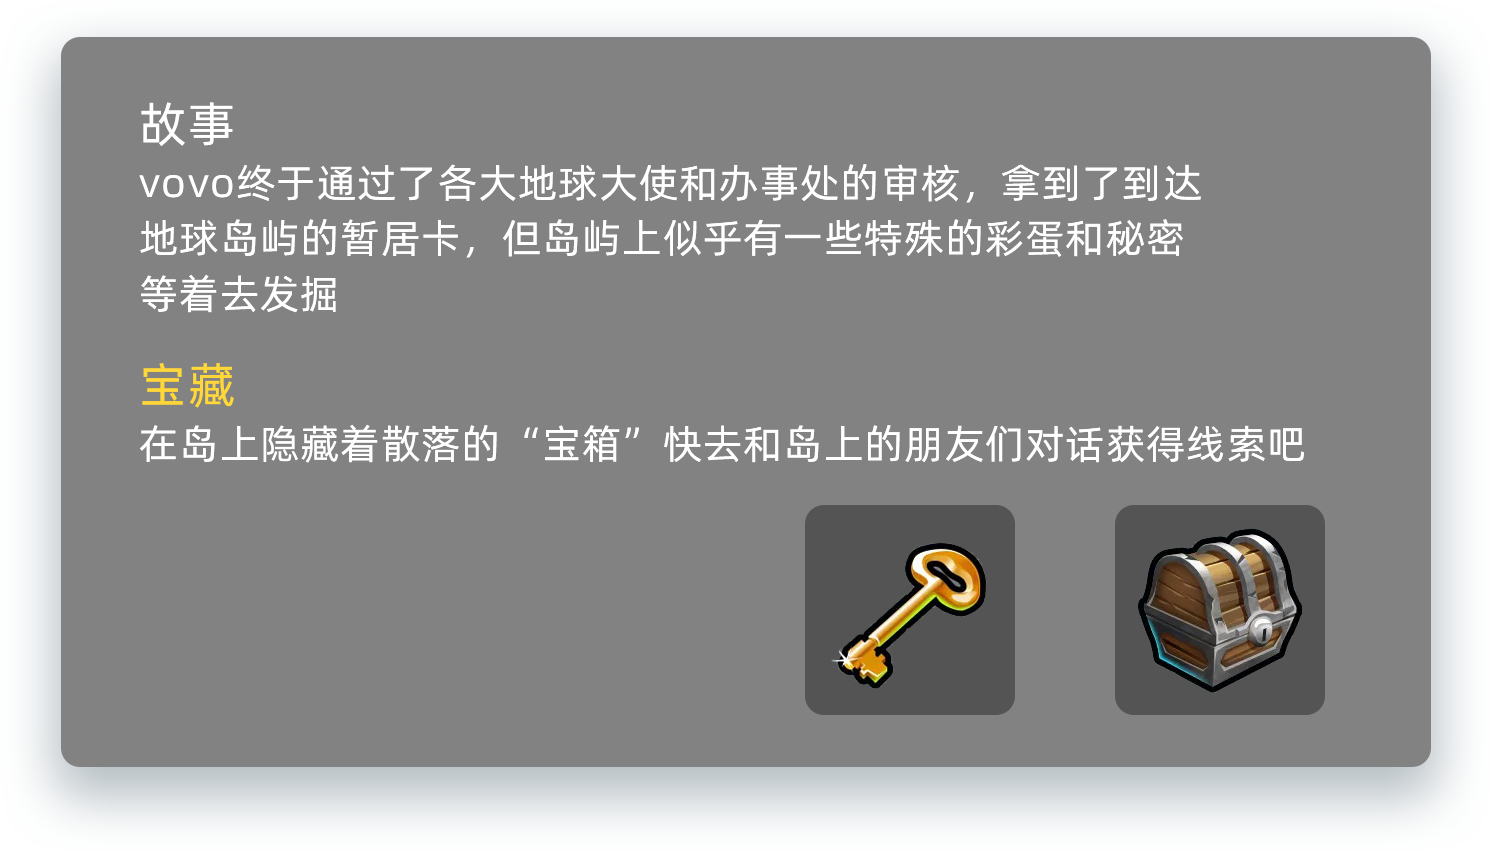 故事
vovo终于通过了各大地球大使和办事处的审核，拿到了到达
地球岛屿的暂居卡，但岛屿上似乎有一些特殊的彩蛋和秘密
等着去发掘
宝藏
在岛上隐藏着散落的“宝箱”快去和岛上的朋友们对话获得线索吧